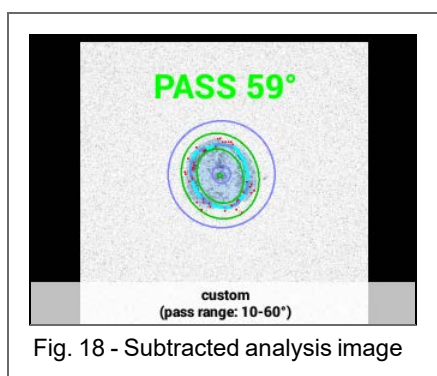 PASS 59°
custom
(pass range: 10-60°)
Fig. 18 - Subtracted analysis image